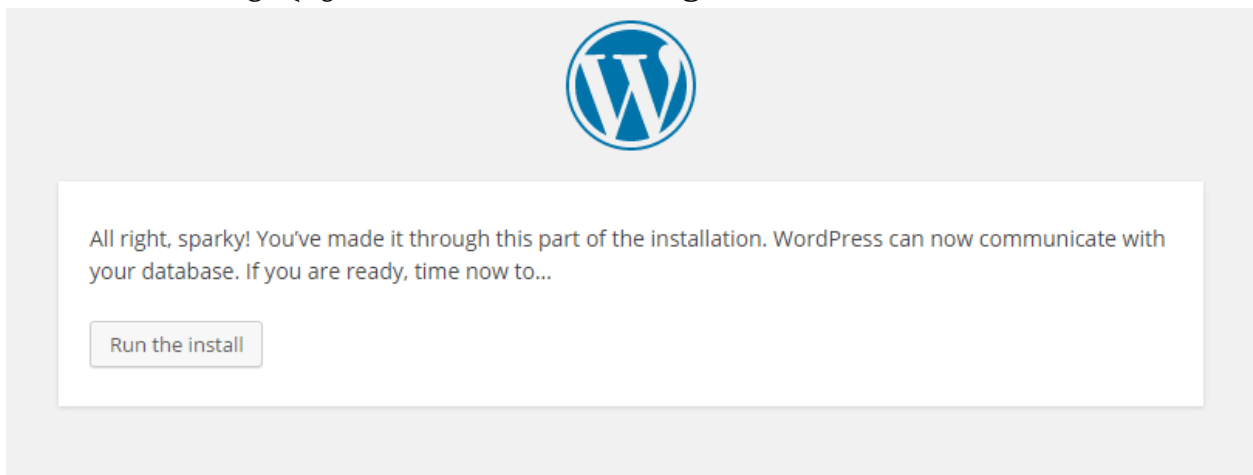 All right, sparky! You’ve made it through this part of the installation. WordPress can now communicate with
your database. If you are ready, time now to…
Run the install